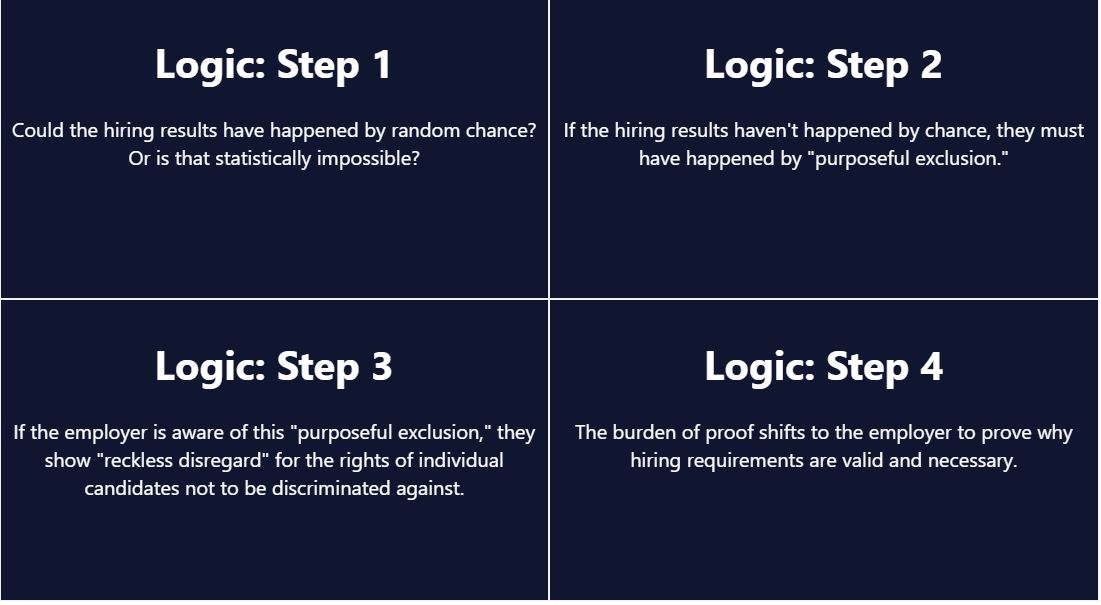 Logic: Step 1
Could the hiring results have happened by random chance?
Or is that statistically impossible?
Logic: Step 2
If the hiring results haven't happened by chance, they must
have happened by "purposeful exclusion."
Logic: Step 3
If the employer is aware of this "purposeful exclusion," they
show "reckless disregard" for the rights of individual
candidates not to be discriminated against.
Logic: Step 4
The burden of proof shifts to the employer to prove why
hiring requirements are valid and necessary.